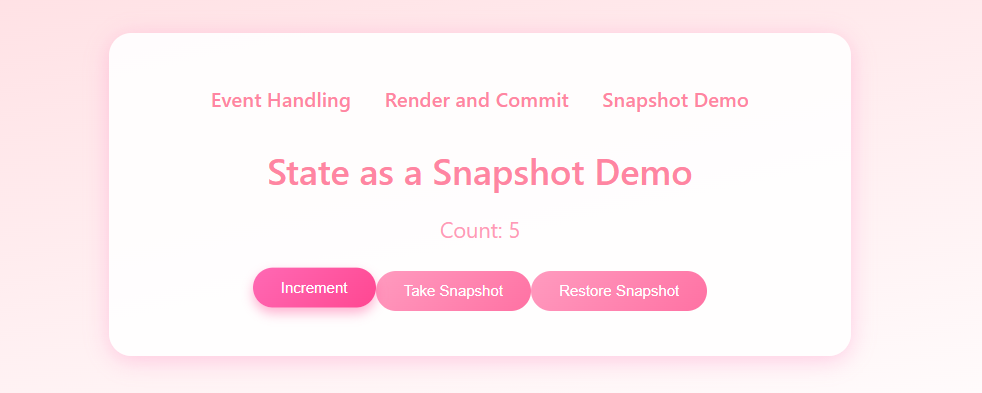 Event Handling Render and Commit Snapshot Demo
State as a Snapshot Demo
Count: 5
Increment Take Snapshot Restore Snapshot